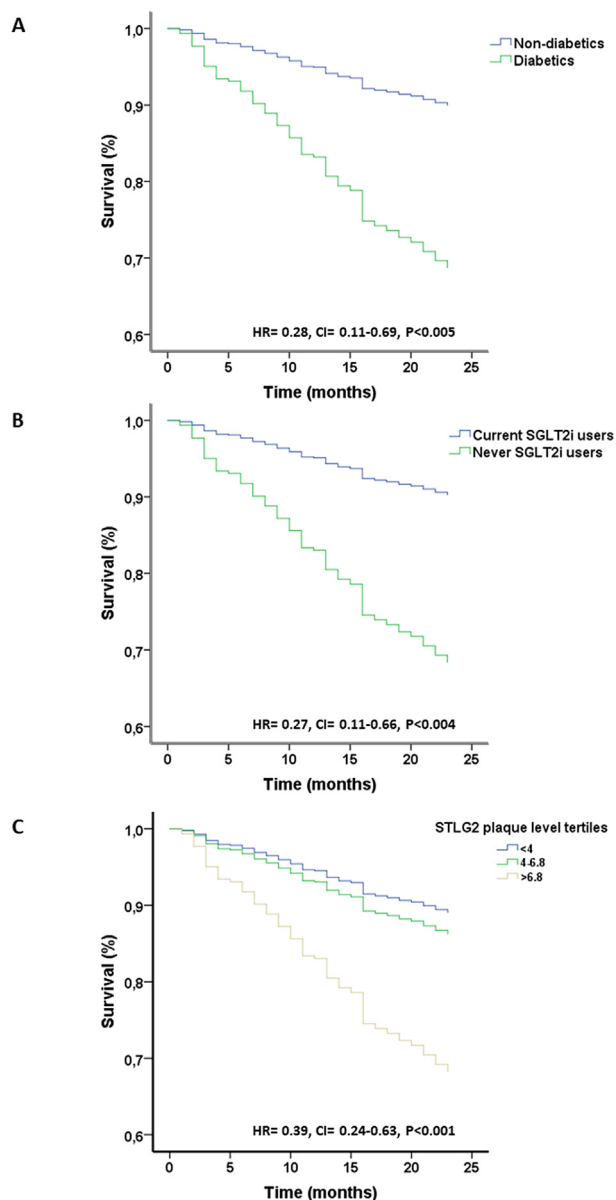 A
Non-diabetics
Diabetics
1,0
0,9
0,8
0,7
0,6
Survival (%)
HR= 0.28, CI= 0.11-0.69, P<0.005
0 5 10 15 20 25
Time (months)
B
Current SGLT2i users
Never SGLT2i users
1,0
0,9
0,8
0,7
0,6
Survival (%)
HR= 0.27, CI= 0.11-0.66, P<0.004
0 5 10 15 20 25
Time (months)
C
STLG2 plaque level tertiles
<4
4-6.8
>6.8
1,0
0,9
0,8
0,7
0,6
Survival (%)
HR= 0.39, CI= 0.24-0.63, P<0.001
0 5 10 15 20 25
Time (months)